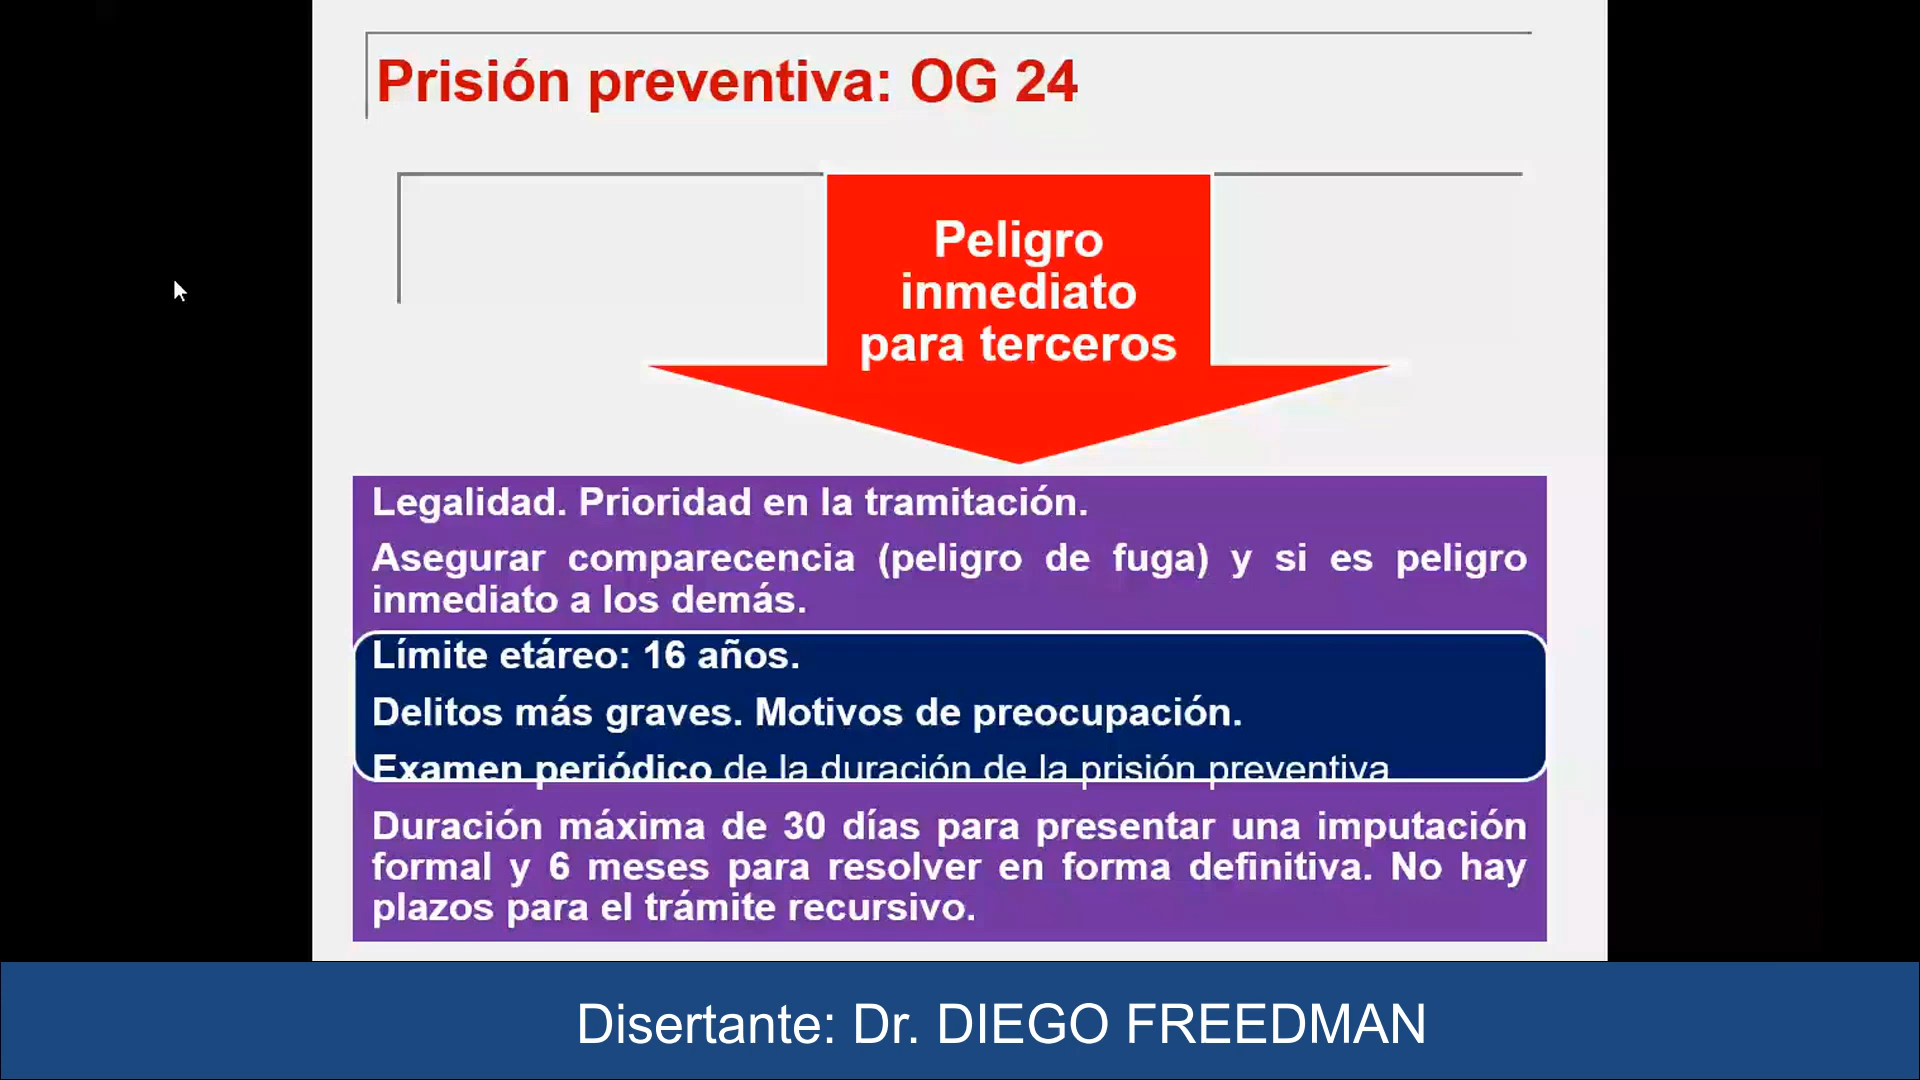 Prisión preventiva: OG 24
Peligro
inmediato
para terceros
Legalidad. Prioridad en la tramitación.
Asegurar comparecencia (peligro de fuga) y si es peligro
inmediato a los demás.
Límite etáreo: 16 años.
Delitos más graves. Motivos de preocupación.
Examen periódico de la duración de la prisión preventiva
Duración máxima de 30 días para presentar una imputación
formal y 6 meses para resolver en forma definitiva. No hay
plazos para el trámite recursivo.
Disertante: Dr. DIEGO FREEDMAN